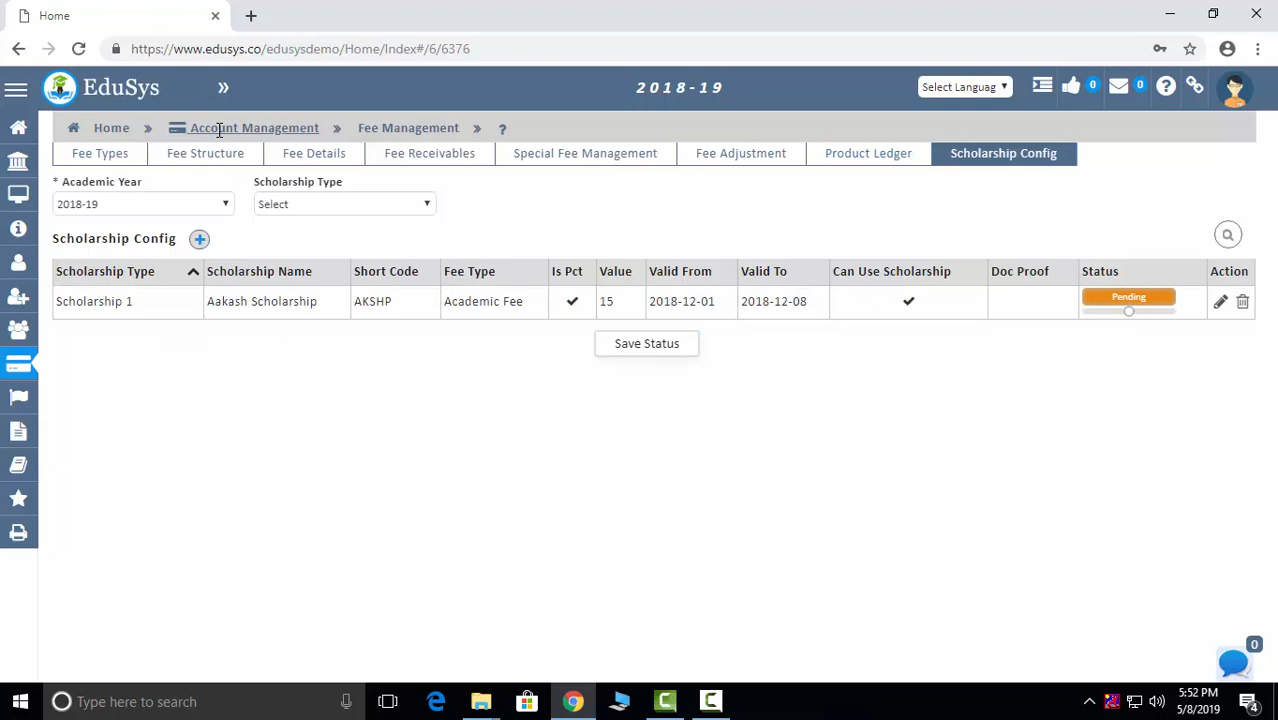 Home
https://www.edusys.co/edusysdemo/Home/Index#/6/6376
EduSys »
2018-19
Select Languag
0
0
Home » Account Management » Fee Management » ?
Fee Types
Fee Structure
Fee Details
Fee Receivables
Special Fee Management
Fee Adjustment
Product Ledger
Scholarship Config
* Academic Year
Scholarship Type
2018-19
Select
Scholarship Config
Scholarship Type Scholarship Name Short Code Fee Type Is Pct Value Valid From Valid To Can Use Scholarship Doc Proof Status Action
Scholarship 1 Aakash Scholarship AKSHP Academic Fee ✔ 15 2018-12-01 2018-12-08 ✔ Pending
Save Status
0
Type here to search
5:52 PM
5/8/2019
4